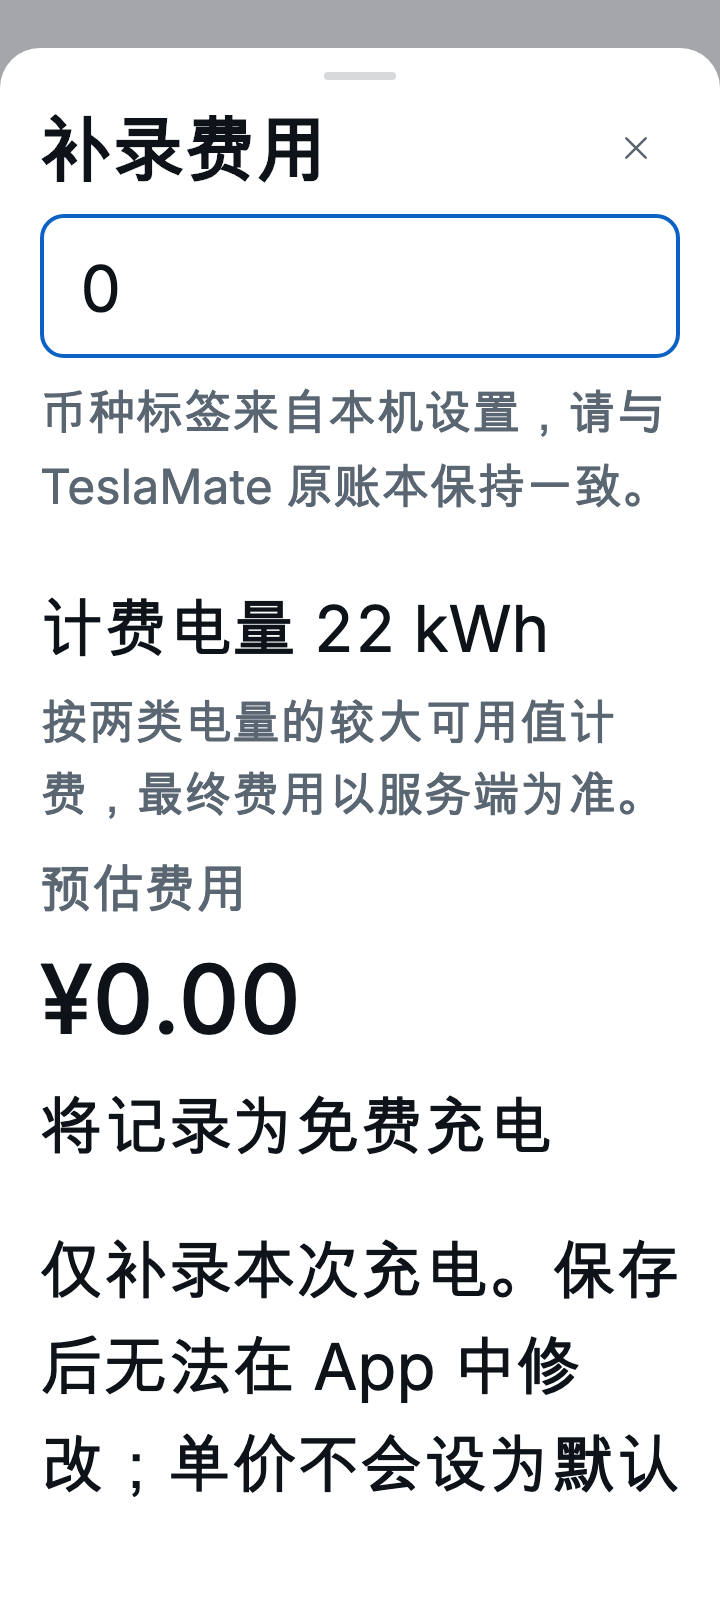 补录费用
0
币种标签来自本机设置，请与
TeslaMate 原账本保持一致。
计费电量 22 kWh
按两类电量的较大可用值计
费，最终费用以服务端为准。
预估费用
¥0.00
将记录为免费充电
仅补录本次充电。保存
后无法在 App 中修
改；单价不会设为默认